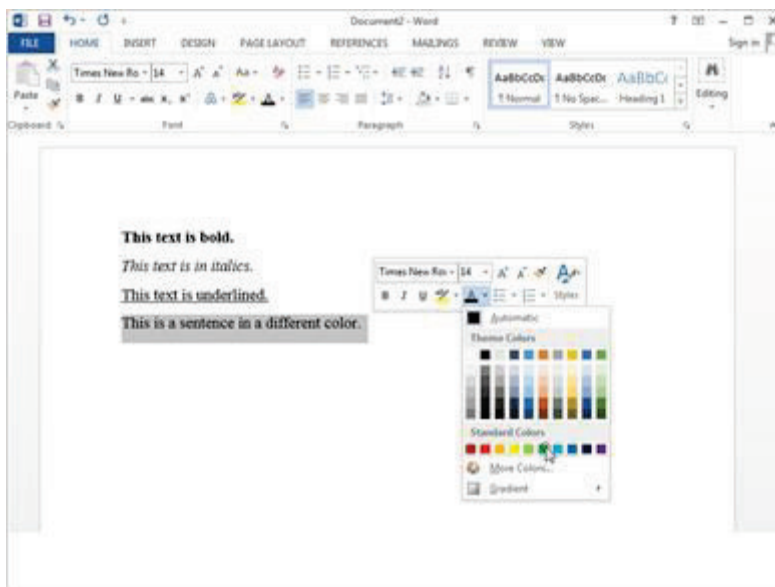 Document2 - Word
FILE HOME INSERT DESIGN PAGE LAYOUT REFERENCES MAILINGS REVIEW VIEW Sign in
Times New Ro 14 Aa
Paste B I U abc A AaBbCcDc AaBbCcDc AaBbCc Editing
¶ Normal ¶ No Spac... Heading 1
Clipboard Font Paragraph Styles
This text is bold.
This text is in italics.
This text is underlined.
This is a sentence in a different color.
Times New Ro 14
B I U A Styles
Automatic
Theme Colors
Standard Colors
More Colors...
Gradient